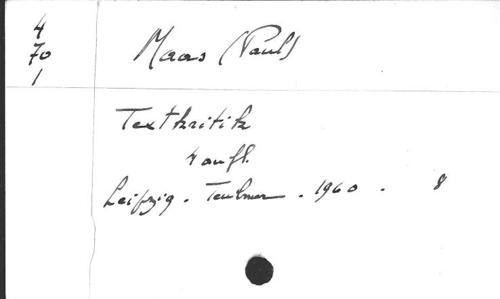 4
70
1
Maas (Paul)
Textkritik
4 aufl.
Leipzig. Teubner. 1960. 8